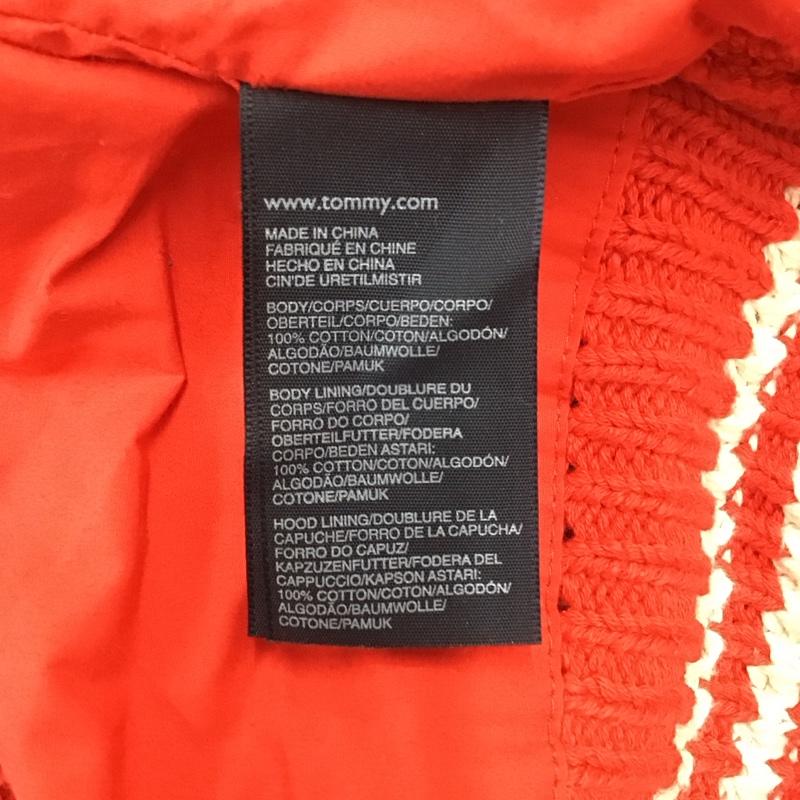 www.tommy.com
MADE IN CHINA
FABRIQUÉ EN CHINE
HECHO EN CHINA
CIN'DE URETILMISTIR
BODY/CORPS/CUERPO/CORPO/
OBERTEIL/CORPO/BEDEN:
100% COTTON/COTON/ALGODÓN/
ALGODÃO/BAUMWOLLE/
COTONE/PAMUK
BODY LINING/DOUBLURE DU
CORPS/FORRO DEL CUERPO/
FORRO DO CORPO/
OBERTEILFUTTER/FODERA
CORPO/BEDEN ASTARI:
100% COTTON/COTON/ALGODÓN/
ALGODÃO/BAUMWOLLE/
COTONE/PAMUK
HOOD LINING/DOUBLURE DE LA
CAPUCHE/FORRO DE LA CAPUCHA/
FORRO DO CAPUZ/
KAPZUZENFUTTER/FODERA DEL
CAPPUCCIO/KAPSON ASTARI:
100% COTTON/COTON/ALGODÓN/
ALGODÃO/BAUMWOLLE/
COTONE/PAMUK